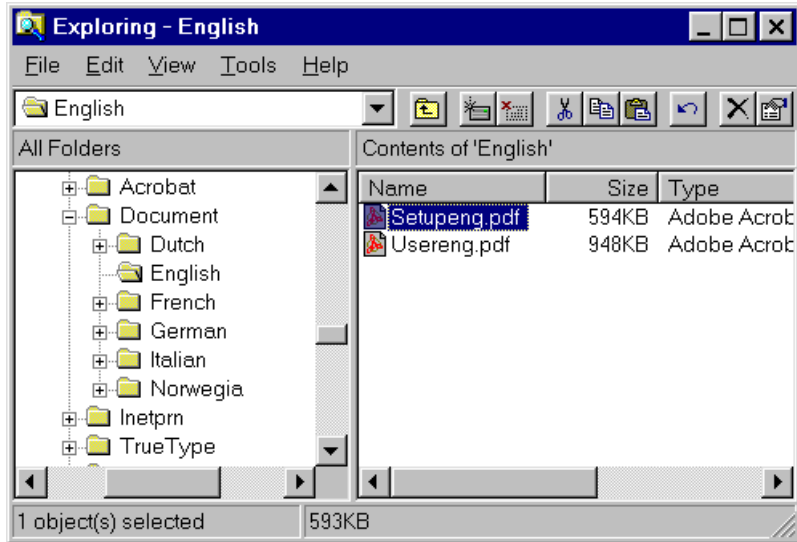 Exploring - English
File Edit View Tools Help
English
All Folders Contents of 'English'
Name Size Type
Acrobat
Document
Dutch
English
French
German
Italian
Norwegia
Inetprn
TrueType
Setupeng.pdf 594KB Adobe Acrob
Usereng.pdf 948KB Adobe Acrob
1 object(s) selected 593KB